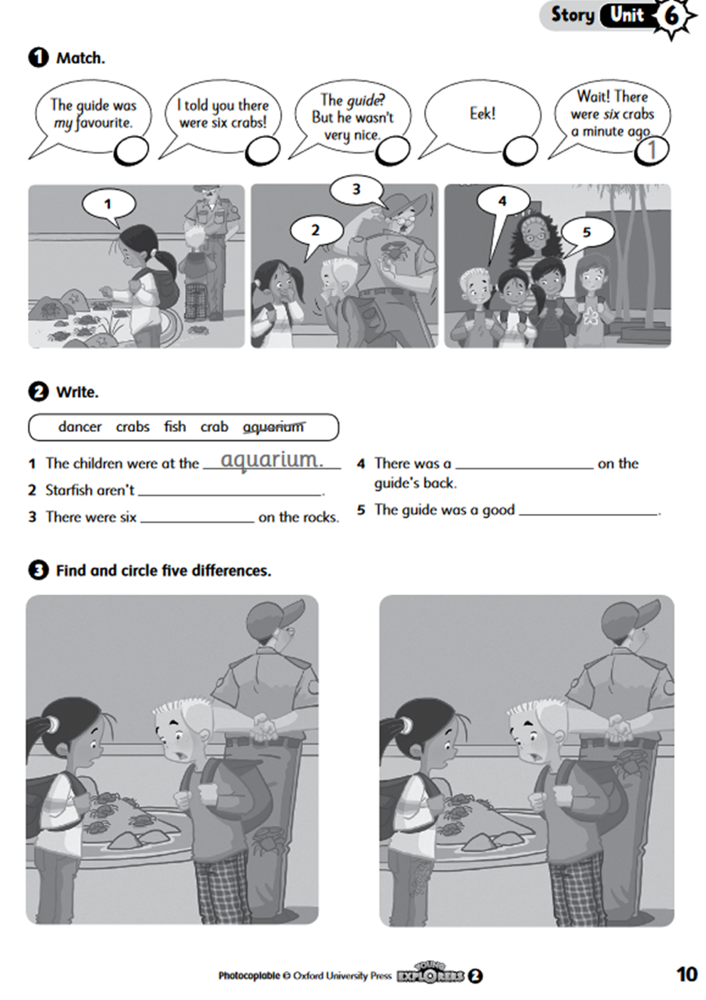 Story Unit 6
1 Match.
The guide was
my favourite.
I told you there
were six crabs!
The guide?
But he wasn't
very nice.
Eek!
Wait! There
were six crabs
a minute ago.
1
1
2
3
4
5
2 Write.
dancer crabs fish crab aquarium
1 The children were at the aquarium.
2 Starfish aren't ____.
3 There were six ____ on the rocks.
4 There was a ____ on the
guide's back.
5 The guide was a good ____.
3 Find and circle five differences.
Photocopiable © Oxford University Press YOUNG EXPLORERS 2
10